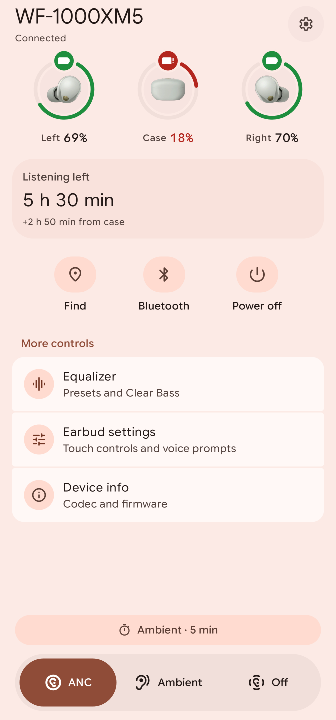 WF-1000XM5
Connected
Left 69%
Case 18%
Right 70%
Listening left
5 h 30 min
+2 h 50 min from case
Find
Bluetooth
Power off
More controls
Equalizer
Presets and Clear Bass
Earbud settings
Touch controls and voice prompts
Device info
Codec and firmware
Ambient · 5 min
ANC
Ambient
Off